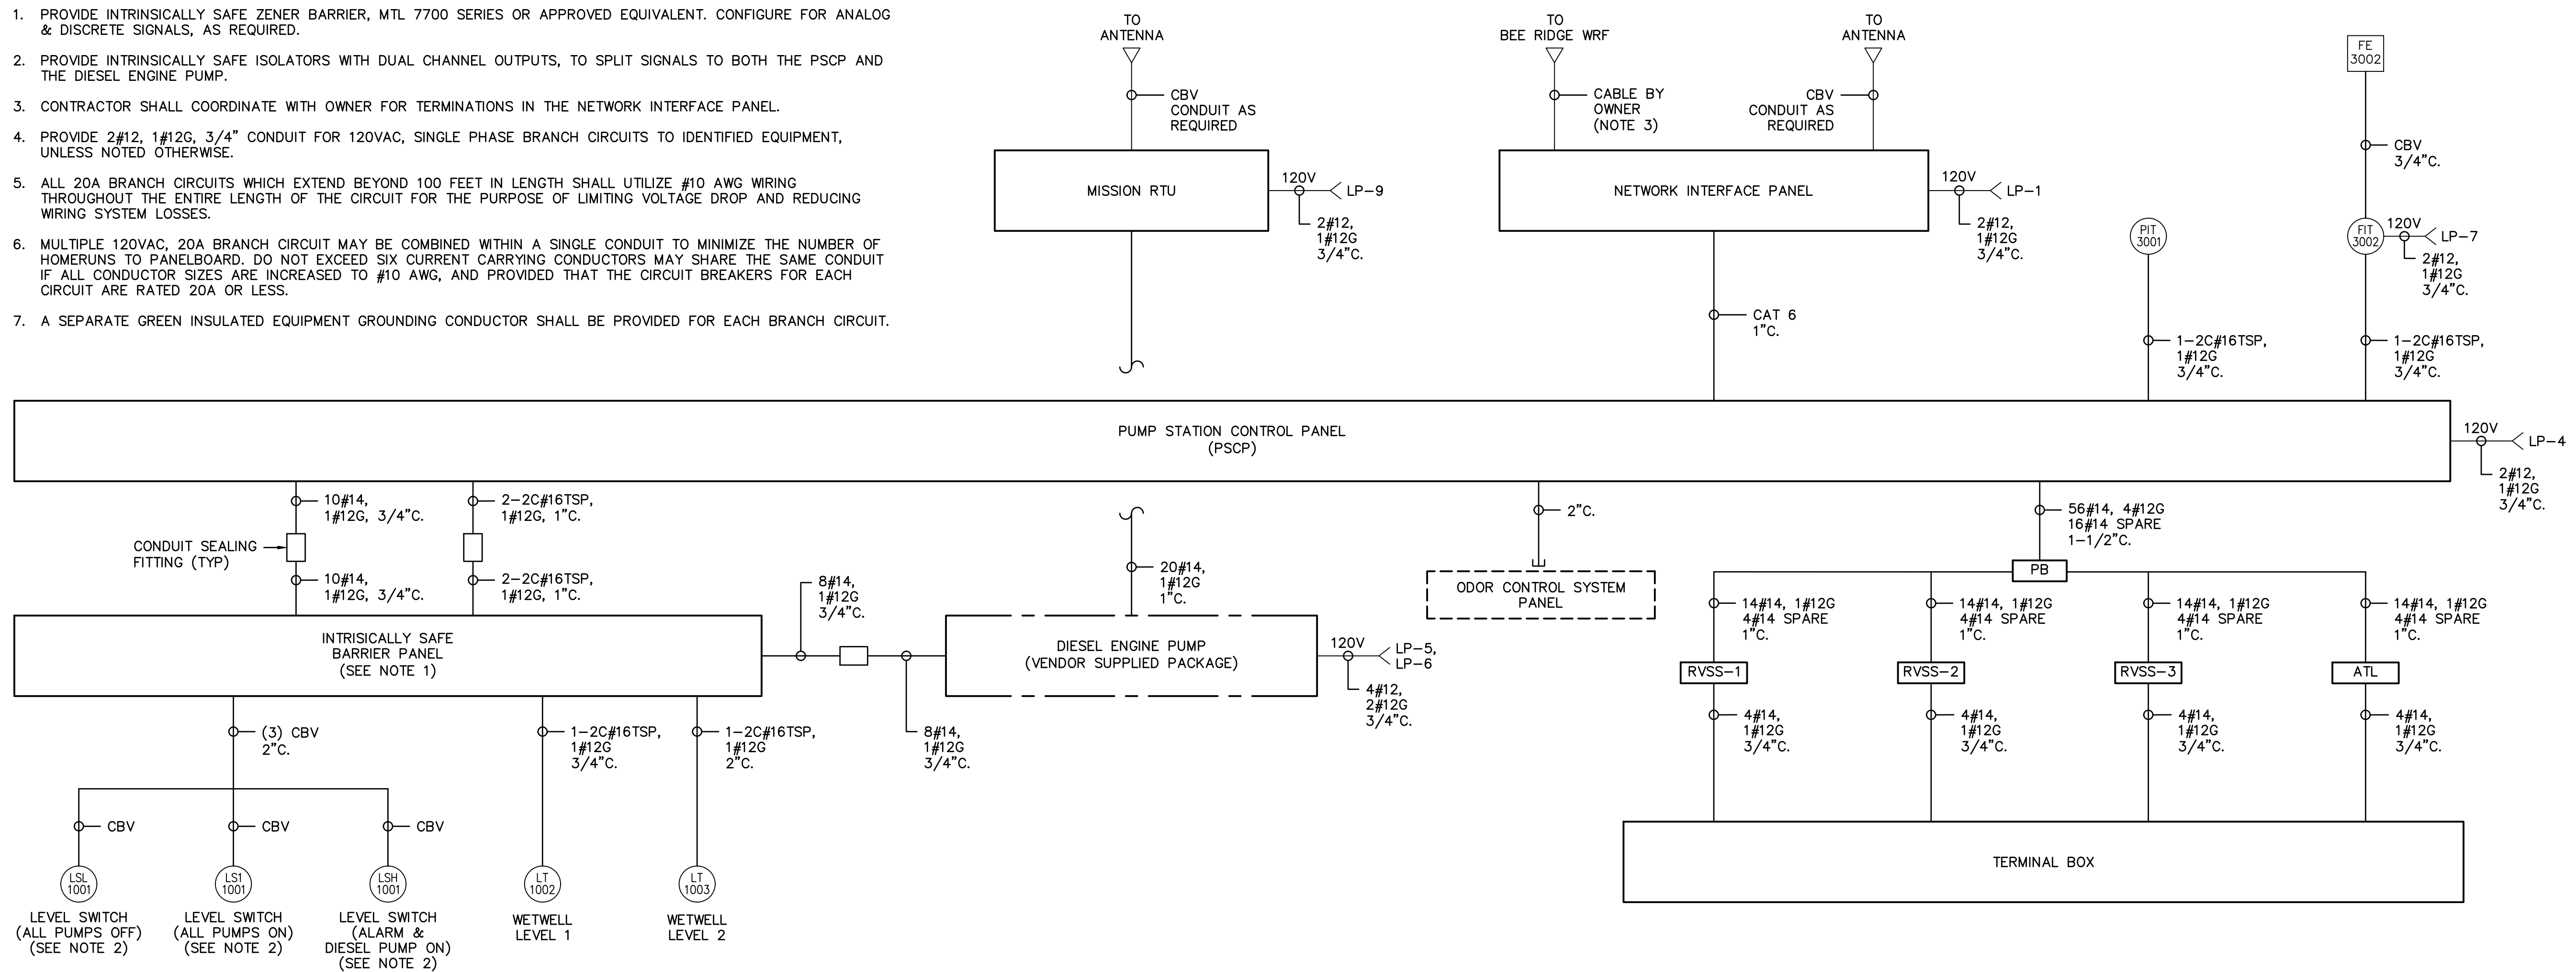 1. PROVIDE INTRINSICALLY SAFE ZENER BARRIER, MTL 7700 SERIES OR APPROVED EQUIVALENT. CONFIGURE FOR ANALOG
& DISCRETE SIGNALS, AS REQUIRED.
2. PROVIDE INTRINSICALLY SAFE ISOLATORS WITH DUAL CHANNEL OUTPUTS, TO SPLIT SIGNALS TO BOTH THE PSCP AND
THE DIESEL ENGINE PUMP.
3. CONTRACTOR SHALL COORDINATE WITH OWNER FOR TERMINATIONS IN THE NETWORK INTERFACE PANEL.
4. PROVIDE 2#12, 1#12G, 3/4" CONDUIT FOR 120VAC, SINGLE PHASE BRANCH CIRCUITS TO IDENTIFIED EQUIPMENT,
UNLESS NOTED OTHERWISE.
5. ALL 20A BRANCH CIRCUITS WHICH EXTEND BEYOND 100 FEET IN LENGTH SHALL UTILIZE #10 AWG WIRING
THROUGHOUT THE ENTIRE LENGTH OF THE CIRCUIT FOR THE PURPOSE OF LIMITING VOLTAGE DROP AND REDUCING
WIRING SYSTEM LOSSES.
6. MULTIPLE 120VAC, 20A BRANCH CIRCUIT MAY BE COMBINED WITHIN A SINGLE CONDUIT TO MINIMIZE THE NUMBER OF
HOMERUNS TO PANELBOARD. DO NOT EXCEED SIX CURRENT CARRYING CONDUCTORS MAY SHARE THE SAME CONDUIT
IF ALL CONDUCTOR SIZES ARE INCREASED TO #10 AWG, AND PROVIDED THAT THE CIRCUIT BREAKERS FOR EACH
CIRCUIT ARE RATED 20A OR LESS.
7. A SEPARATE GREEN INSULATED EQUIPMENT GROUNDING CONDUCTOR SHALL BE PROVIDED FOR EACH BRANCH CIRCUIT.
TO
ANTENNA
CBV
CONDUIT AS
REQUIRED
MISSION RTU
120V
LP-9
2#12,
1#12G
3/4"C.
TO
BEE RIDGE WRF
CABLE BY
OWNER
(NOTE 3)
TO
ANTENNA
CBV
CONDUIT AS
REQUIRED
NETWORK INTERFACE PANEL
120V
LP-1
2#12,
1#12G
3/4"C.
CAT 6
1"C.
PIT
3001
1-2C#16TSP,
1#12G
3/4"C.
FE
3002
CBV
3/4"C.
FIT
3002
120V
LP-7
2#12,
1#12G
3/4"C.
1-2C#16TSP,
1#12G
3/4"C.
PUMP STATION CONTROL PANEL
(PSCP)
120V
LP-4
2#12,
1#12G
3/4"C.
10#14,
1#12G, 3/4"C.
2-2C#16TSP,
1#12G, 1"C.
CONDUIT SEALING
FITTING (TYP)
10#14,
1#12G, 3/4"C.
2-2C#16TSP,
1#12G, 1"C.
INTRISICALLY SAFE
BARRIER PANEL
(SEE NOTE 1)
8#14,
1#12G
3/4"C.
8#14,
1#12G
3/4"C.
20#14,
1#12G
1"C.
DIESEL ENGINE PUMP
(VENDOR SUPPLIED PACKAGE)
120V
LP-5,
LP-6
4#12,
2#12G
3/4"C.
2"C.
ODOR CONTROL SYSTEM
PANEL
56#14, 4#12G
16#14 SPARE
1-1/2"C.
PB
14#14, 1#12G
4#14 SPARE
1"C.
14#14, 1#12G
4#14 SPARE
1"C.
14#14, 1#12G
4#14 SPARE
1"C.
14#14, 1#12G
4#14 SPARE
1"C.
RVSS-1
RVSS-2
RVSS-3
ATL
4#14,
1#12G
3/4"C.
4#14,
1#12G
3/4"C.
4#14,
1#12G
3/4"C.
4#14,
1#12G
3/4"C.
TERMINAL BOX
(3) CBV
2"C.
1-2C#16TSP,
1#12G
3/4"C.
1-2C#16TSP,
1#12G
2"C.
CBV
CBV
CBV
LSL
1001
LEVEL SWITCH
(ALL PUMPS OFF)
(SEE NOTE 2)
LS1
1001
LEVEL SWITCH
(ALL PUMPS ON)
(SEE NOTE 2)
LSH
1001
LEVEL SWITCH
(ALARM &
DIESEL PUMP ON)
(SEE NOTE 2)
LT
1002
WETWELL
LEVEL 1
LT
1003
WETWELL
LEVEL 2